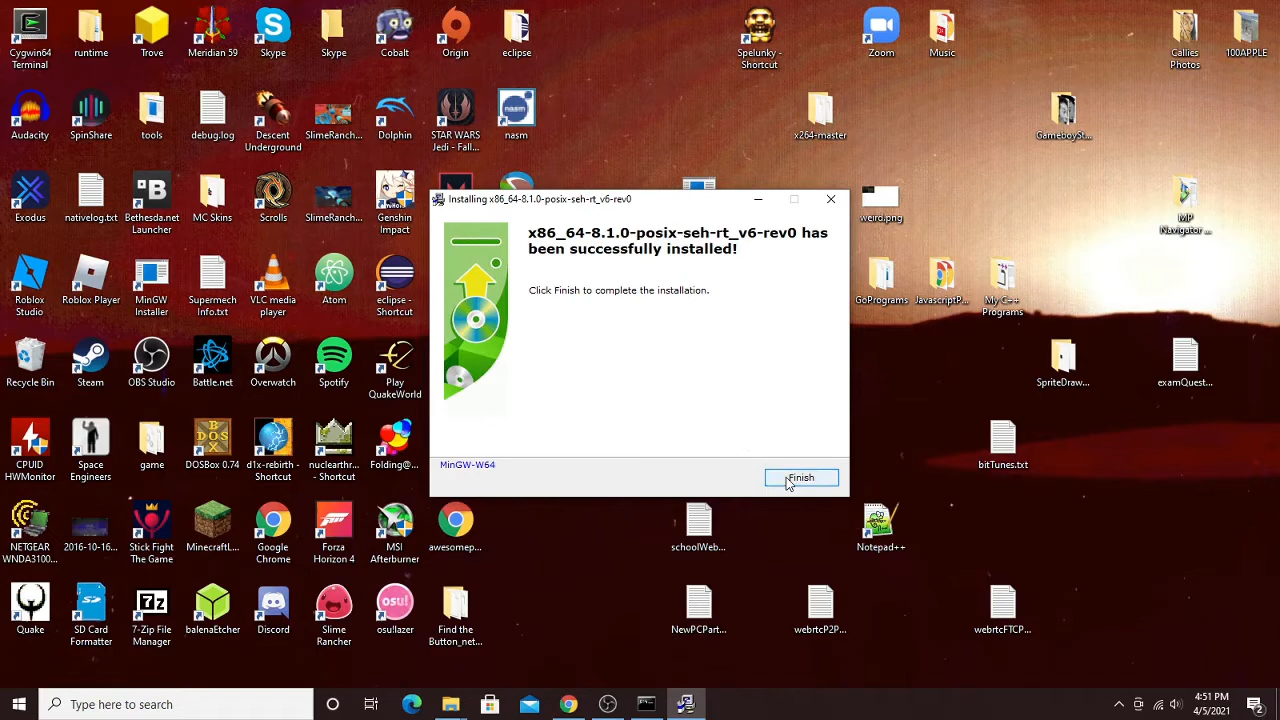 Cygwin64
Terminal
runtime
Trove
Meridian 59
Skype
Skype
Cobalt
Origin
eclipse
Spelunky -
Shortcut
Zoom
Music
Callies
Photos
100APPLE
Audacity
SpinShare
tools
debug.log
Descent
Underground
SlimeRanch...
Dolphin
STAR WARS
Jedi - Fall...
nasm
x264-master
GameboySt...
Exodus
nativelog.txt
Bethesda.net
Launcher
MC Skins
Scrolls
SlimeRanch...
Genshin
Impact
weird.png
MP
Navigator ...
Roblox
Studio
Roblox Player
MinGW
Installer
Supermech
Info.txt
VLC media
player
Atom
eclipse -
Shortcut
GoPrograms
JavascriptP...
My C++
Programs
Recycle Bin
Steam
OBS Studio
Battle.net
Overwatch
Spotify
Play
QuakeWorld
SpriteDraw...
examQuest...
CPUID
HWMonitor
Space
Engineers
game
DOSBox 0.74
d1x-rebirth -
Shortcut
nuclearthr...
- Shortcut
Folding@...
bitTunes.txt
NETGEAR
WNDA3100...
2016-10-16...
Stick Fight
The Game
MinecraftL...
Google
Chrome
Forza
Horizon 4
MSI
Afterburner
awesomep...
schoolWeb...
Notepad++
Quake
SD Card
Formatter
7-Zip File
Manager
balenaEtcher
Discord
Slime
Rancher
osu!lazer
Find the
Button_net...
NewPCPart...
webrtcP2P...
webrtcFTCP...
Installing x86_64-8.1.0-posix-seh-rt_v6-rev0
x86_64-8.1.0-posix-seh-rt_v6-rev0 has
been successfully installed!
Click Finish to complete the installation.
MinGW-W64
Finish
Type here to search
4:51 PM
4/5/2021
2